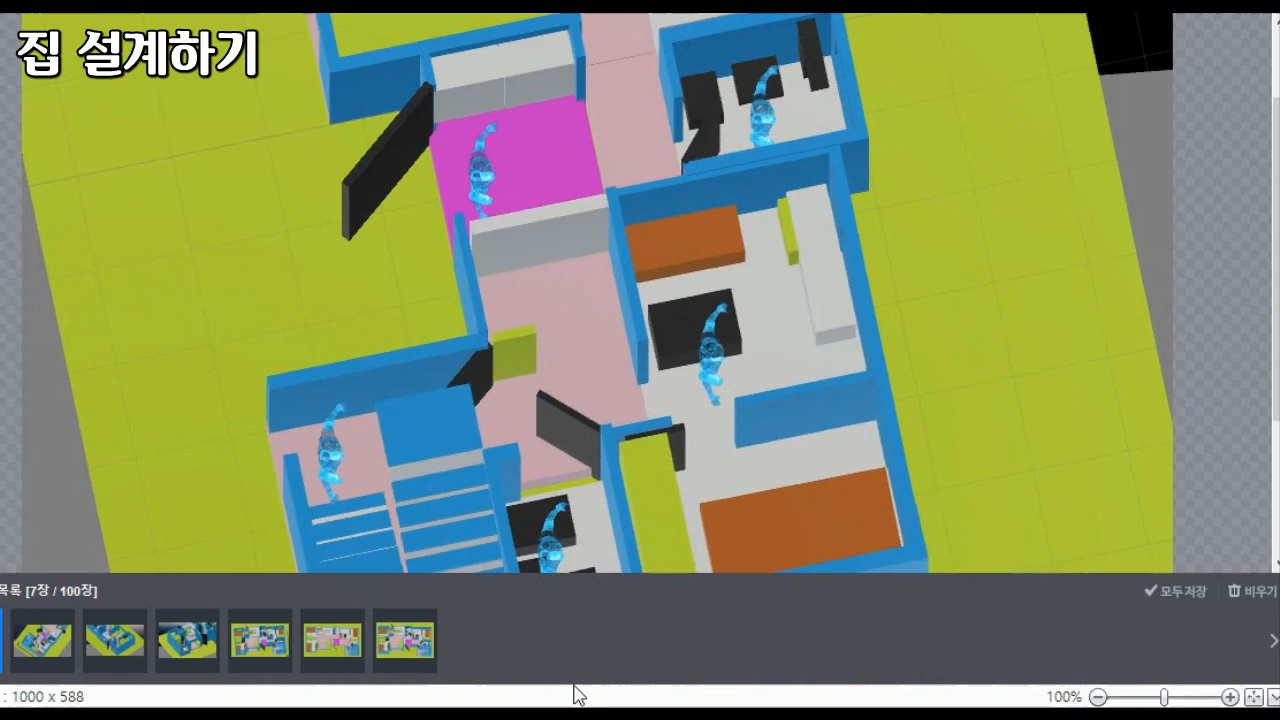 집 설계하기
목록 [7장 / 100장]
모두저장
비우기
: 1000 x 588
100%